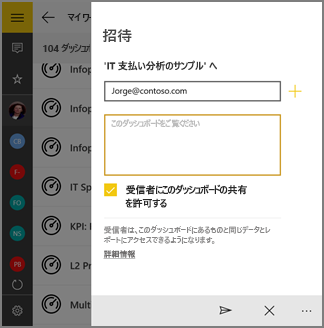 マイ ワ
104 ダッシュボ
Infop
Infop
Infop
IT Sp
KPI: F
L2 Pr
Mult
CB
F-
FO
NS
PB
招待
'IT 支払い分析のサンプル' へ
Jorge@contoso.com
このダッシュボードをご覧ください
受信者にこのダッシュボードの共有
を許可する
受信者は、このダッシュボードにあるものと同じデータとレ
ポートにアクセスできるようになります。
詳細情報